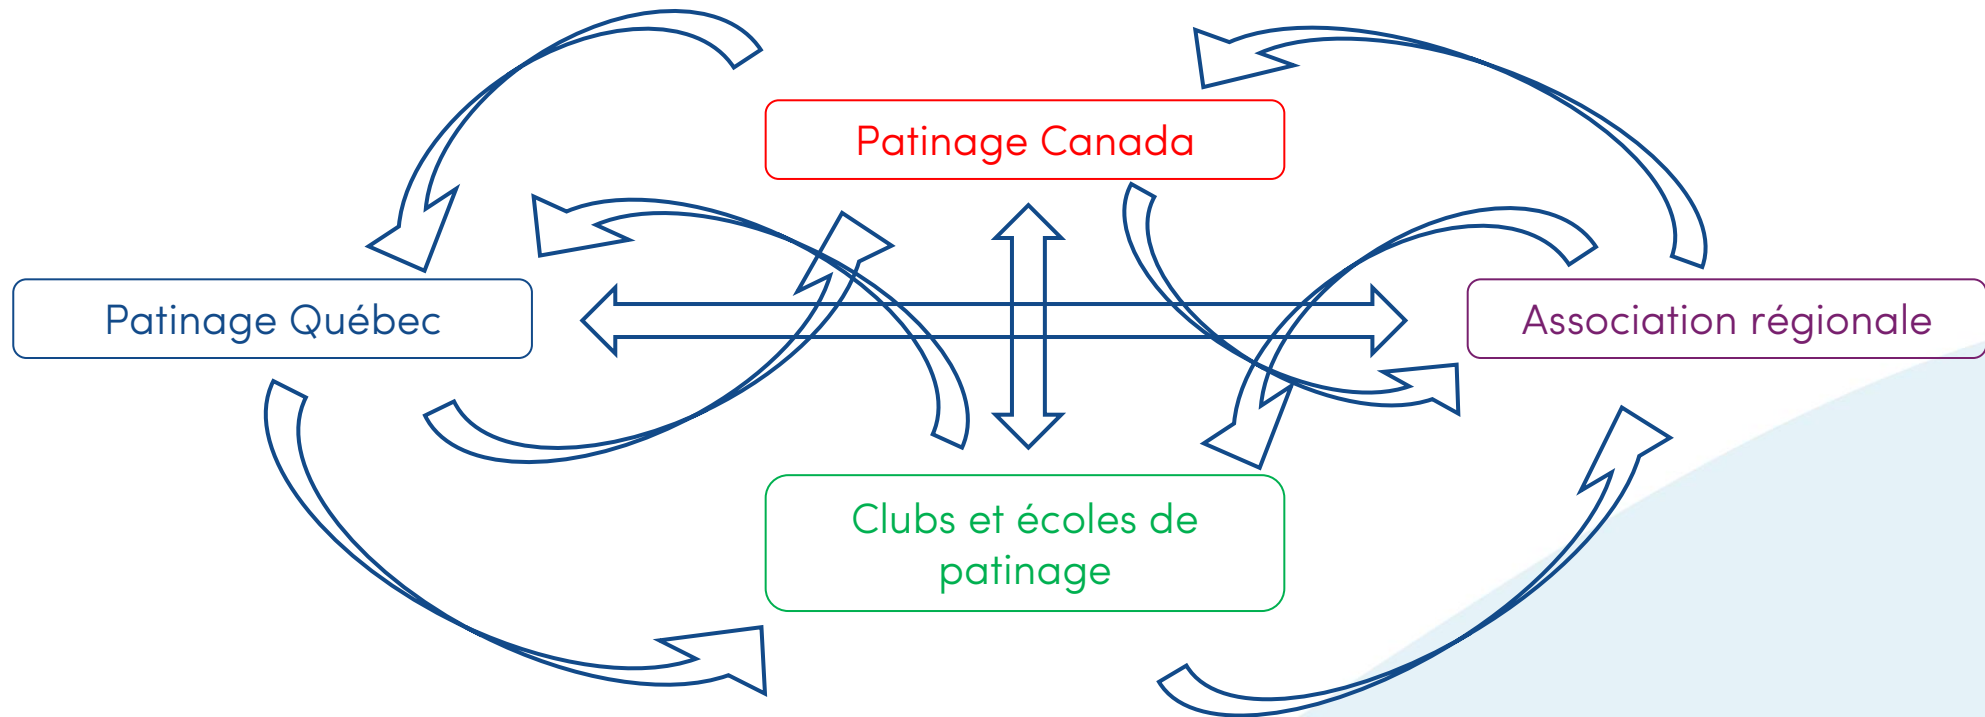 Patinage Canada
Patinage Québec
Association régionale
Clubs et écoles de
patinage